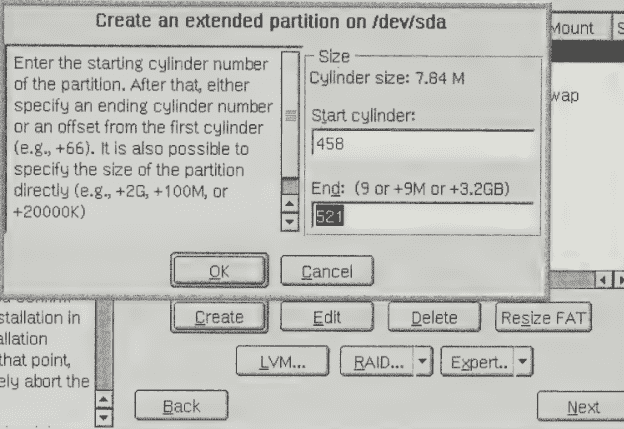 Create an extended partition on /dev/sda
Enter the starting cylinder number
of the partition. After that, either
specify an ending cylinder number
or an offset from the first cylinder
(e.g., +66). It is also possible to
specify the size of the partition
directly (e.g., +2G, +100M, or
+20000K)
Size
Cylinder size: 7.84 M
Start cylinder:
458
End: (9 or +9M or +3.2GB)
521
OK
Cancel
Mount
S
wap
stallation in
allation
that point,
ely abort the
Create
Edit
Delete
Resize FAT
LVM...
RAID...
Expert..
Back
Next